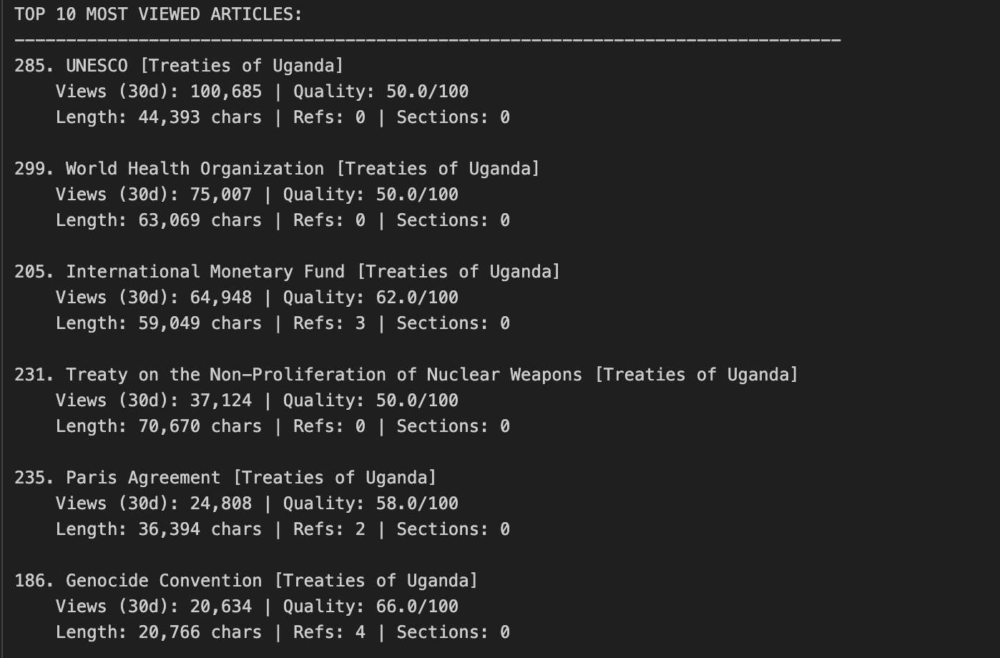 TOP 10 MOST VIEWED ARTICLES:
--------------------------------------------------------------------------------
285. UNESCO [Treaties of Uganda]
Views (30d): 100,685 | Quality: 50.0/100
Length: 44,393 chars | Refs: 0 | Sections: 0
299. World Health Organization [Treaties of Uganda]
Views (30d): 75,007 | Quality: 50.0/100
Length: 63,069 chars | Refs: 0 | Sections: 0
205. International Monetary Fund [Treaties of Uganda]
Views (30d): 64,948 | Quality: 62.0/100
Length: 59,049 chars | Refs: 3 | Sections: 0
231. Treaty on the Non-Proliferation of Nuclear Weapons [Treaties of Uganda]
Views (30d): 37,124 | Quality: 50.0/100
Length: 70,670 chars | Refs: 0 | Sections: 0
235. Paris Agreement [Treaties of Uganda]
Views (30d): 24,808 | Quality: 58.0/100
Length: 36,394 chars | Refs: 2 | Sections: 0
186. Genocide Convention [Treaties of Uganda]
Views (30d): 20,634 | Quality: 66.0/100
Length: 20,766 chars | Refs: 4 | Sections: 0